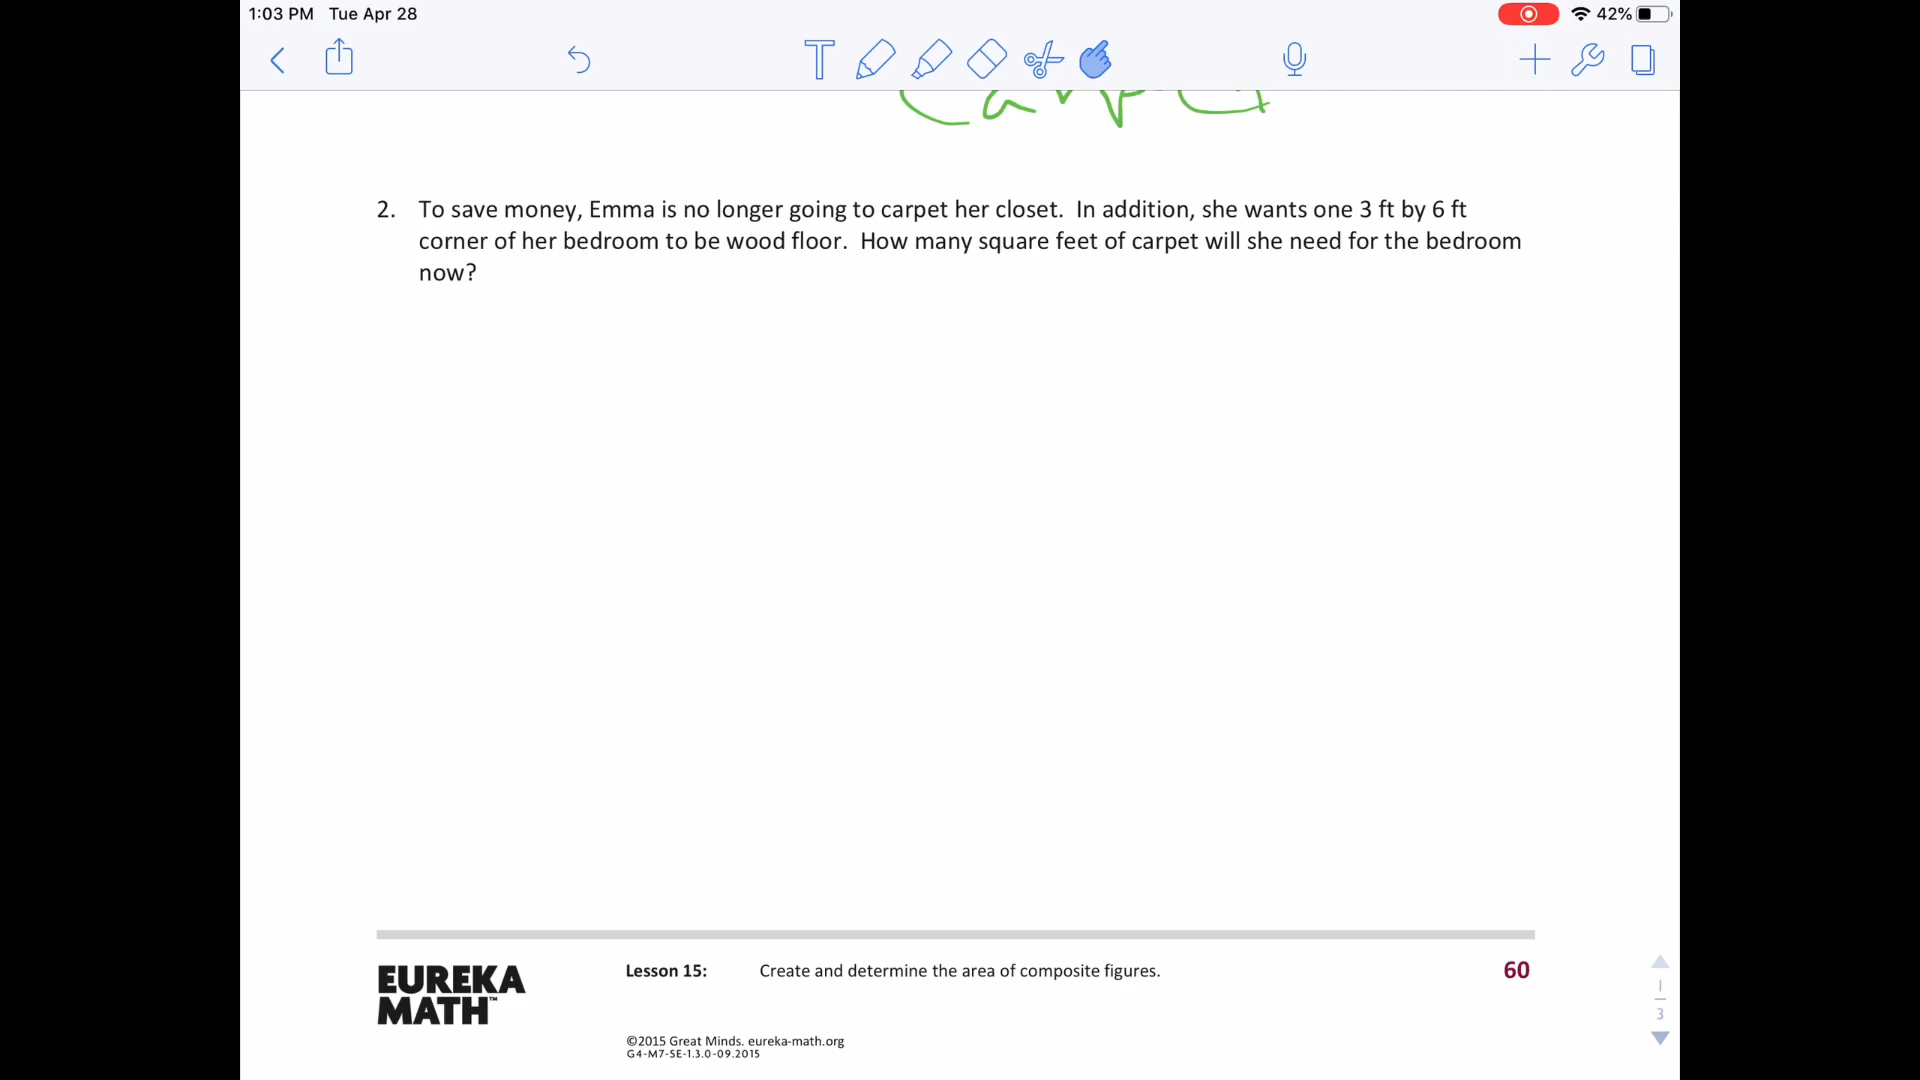 1:03 PM Tue Apr 28
42%
T
2. To save money, Emma is no longer going to carpet her closet. In addition, she wants one 3 ft by 6 ft
corner of her bedroom to be wood floor. How many square feet of carpet will she need for the bedroom
now?
EUREKA
MATH™
Lesson 15: Create and determine the area of composite figures.
60
©2015 Great Minds. eureka-math.org
G4-M7-SE-1.3.0-09.2015
1
3